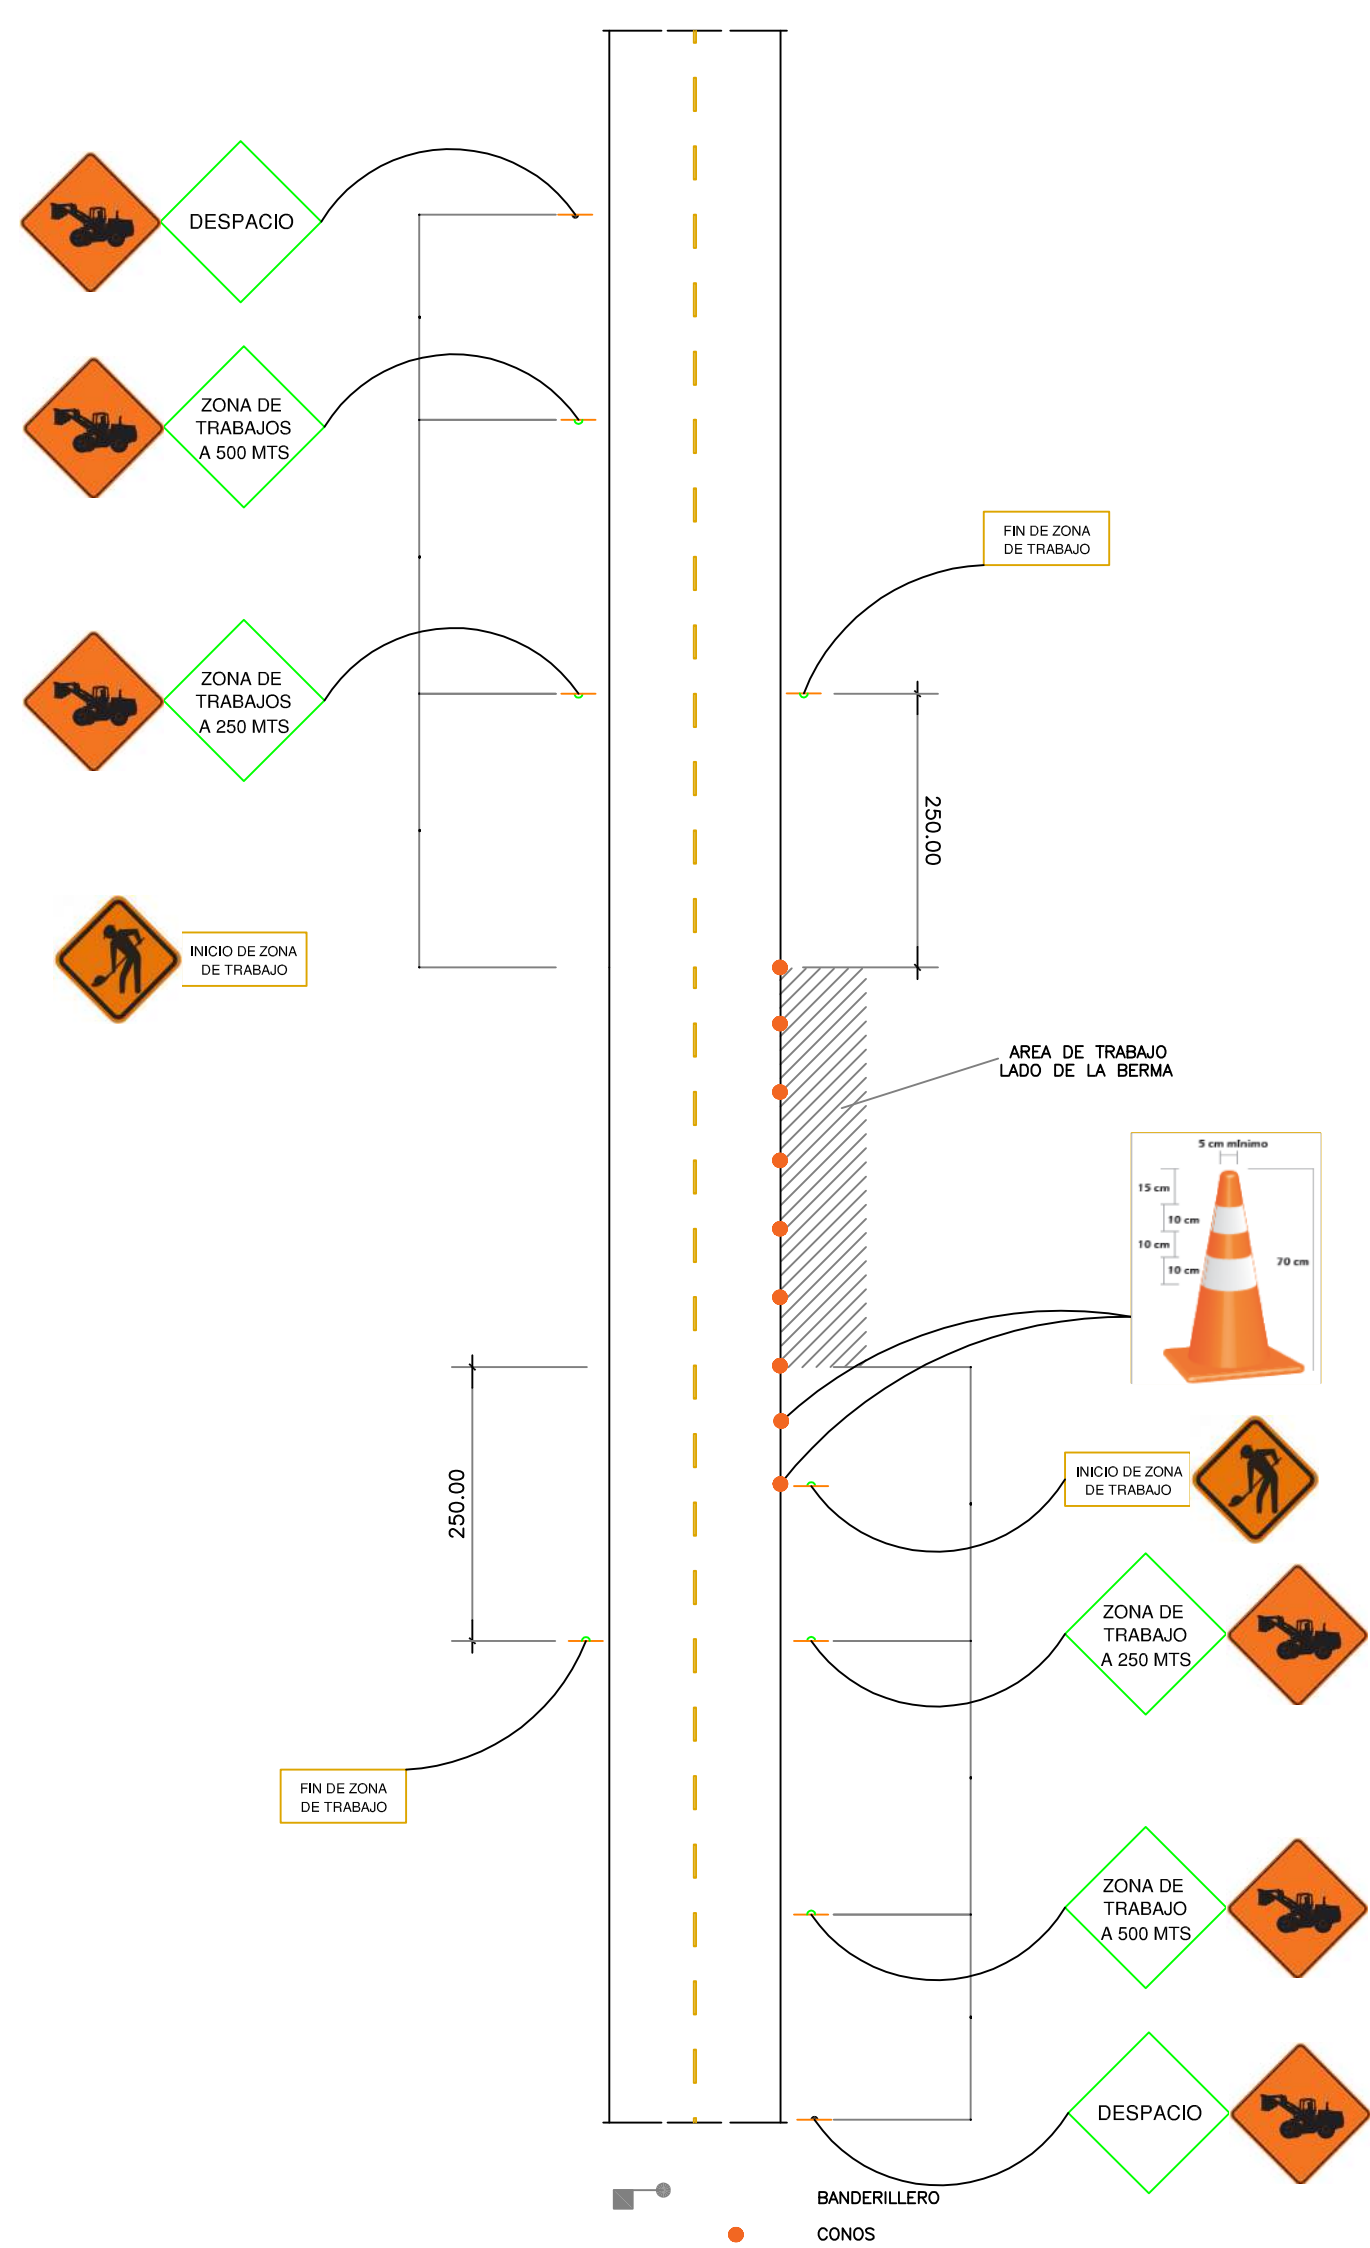 DESPACIO
ZONA DE
TRABAJOS
A 500 MTS
FIN DE ZONA
DE TRABAJO
ZONA DE
TRABAJOS
A 250 MTS
250.00
INICIO DE ZONA
DE TRABAJO
AREA DE TRABAJO
LADO DE LA BERMA
5 cm mínimo
15 cm
10 cm
10 cm
10 cm
70 cm
250.00
INICIO DE ZONA
DE TRABAJO
ZONA DE
TRABAJO
A 250 MTS
FIN DE ZONA
DE TRABAJO
ZONA DE
TRABAJO
A 500 MTS
DESPACIO
BANDERILLERO
CONOS